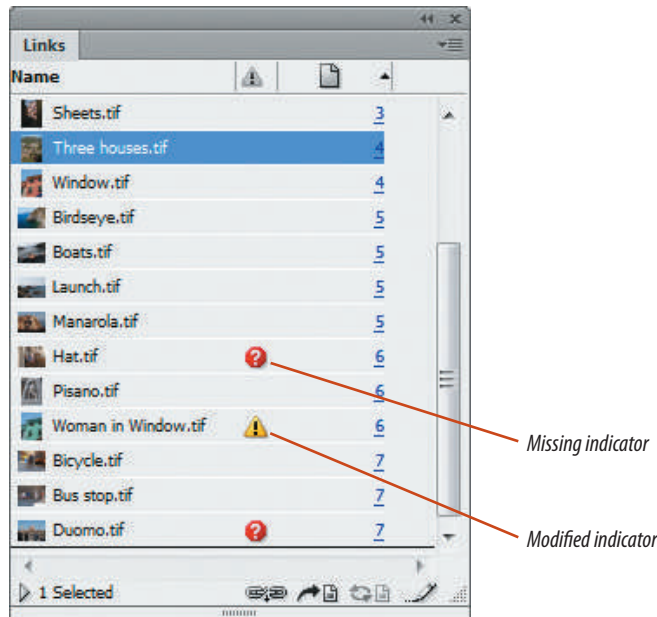 Links
Name
Sheets.tif 3
Three houses.tif 4
Window.tif 4
Birdseye.tif 5
Boats.tif 5
Launch.tif 5
Manarola.tif 5
Hat.tif 6
Pisano.tif 6
Woman in Window.tif 6
Bicycle.tif 7
Bus stop.tif 7
Duomo.tif 7
Missing indicator
Modified indicator
1 Selected